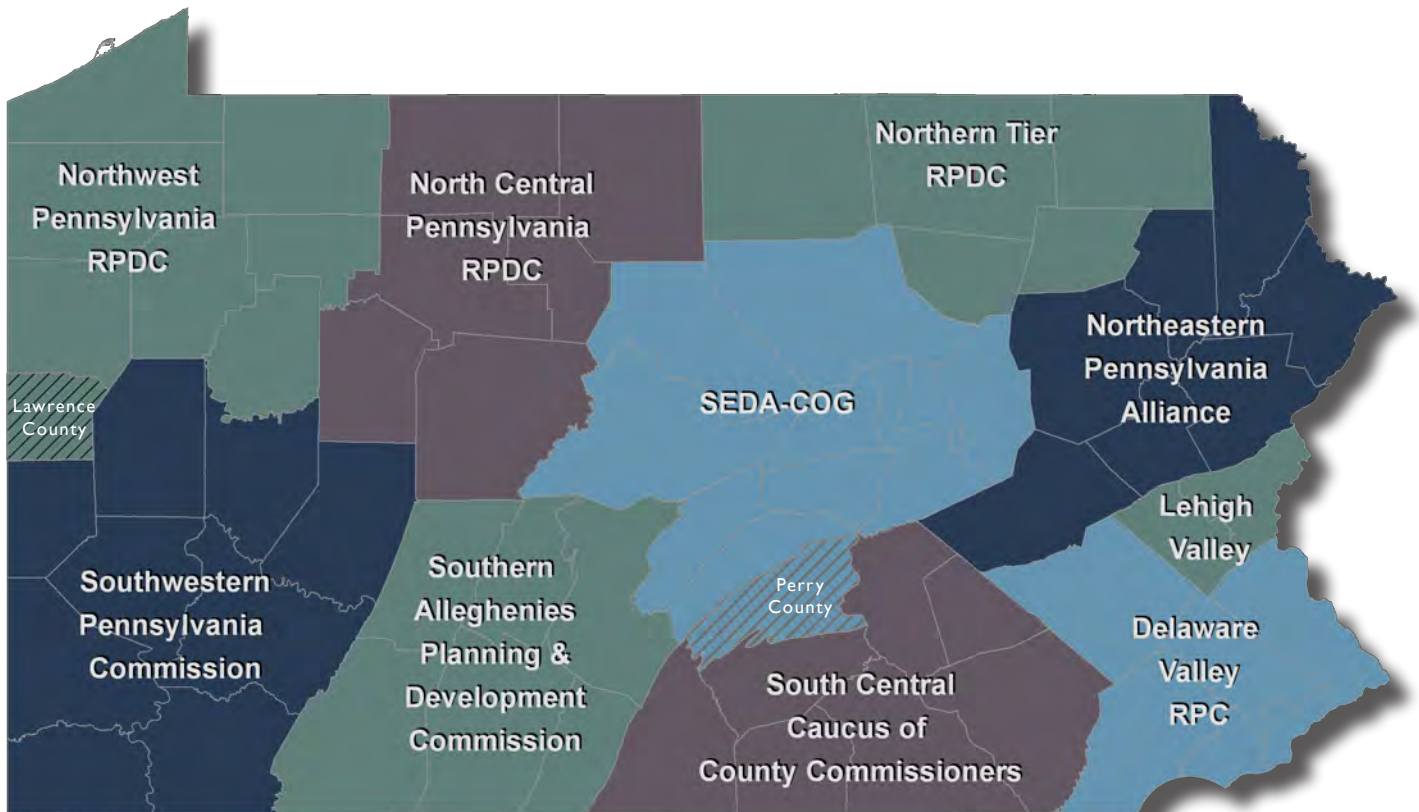 Northwest
Pennsylvania
RPDC
North Central
Pennsylvania
RPDC
Northern Tier
RPDC
Northeastern
Pennsylvania
Alliance
SEDA-COG
Lawrence
County
Lehigh
Valley
Southwestern
Pennsylvania
Commission
Southern
Alleghenies
Planning &
Development
Commission
Perry
County
Delaware
Valley
RPC
South Central
Caucus of
County Commissioners